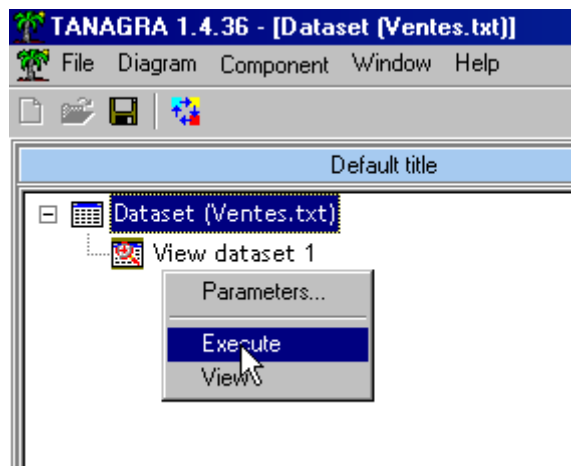 TANAGRA 1.4.36 - [Dataset (Ventes.txt)]
File Diagram Component Window Help
Default title
Dataset (Ventes.txt)
View dataset 1
Parameters...
Execute
View